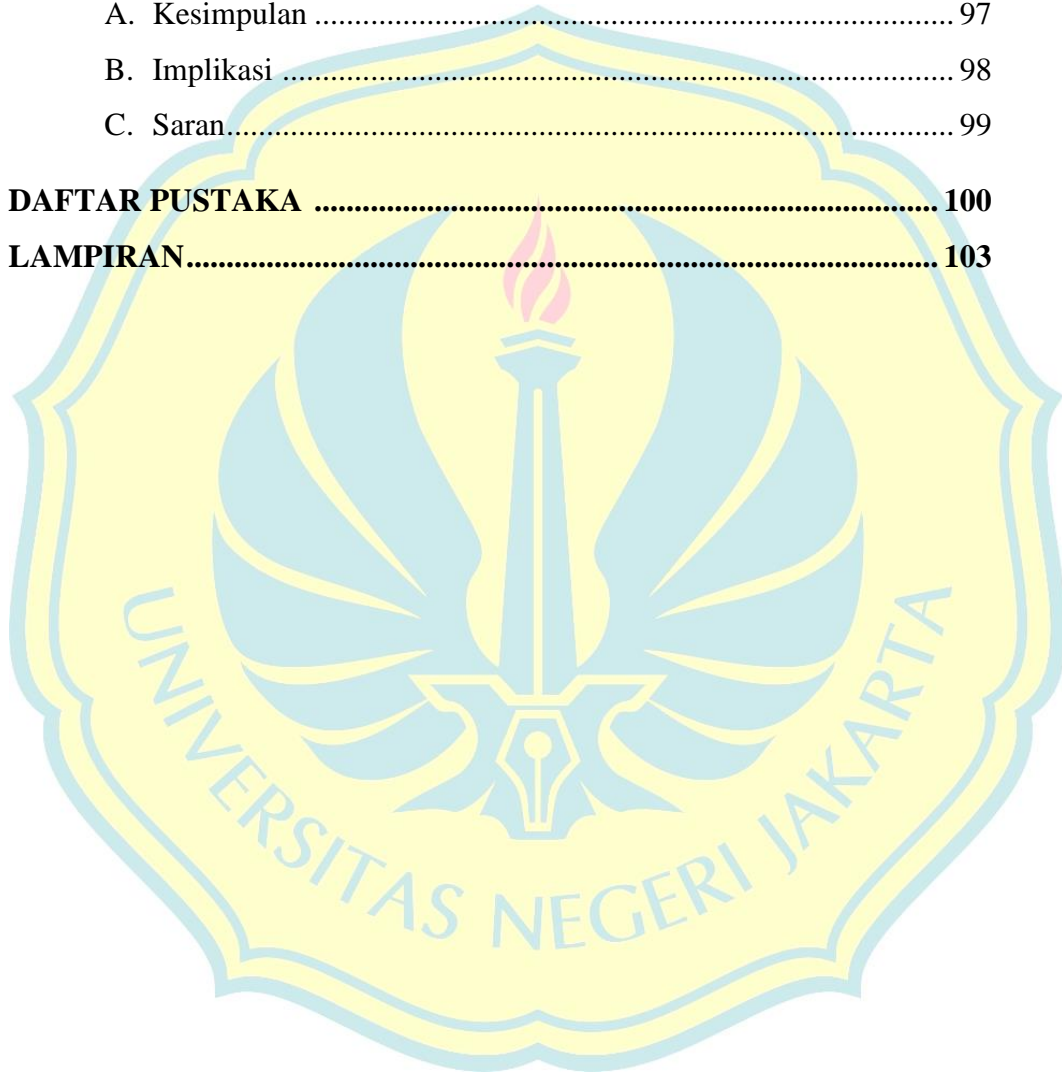 A. Kesimpulan ................................................................................ 97
B. Implikasi .................................................................................... 98
C. Saran........................................................................................... 99
DAFTAR PUSTAKA .............................................................................. 100
LAMPIRAN.............................................................................................. 103
UNIVERSITAS NEGERI JAKARTA